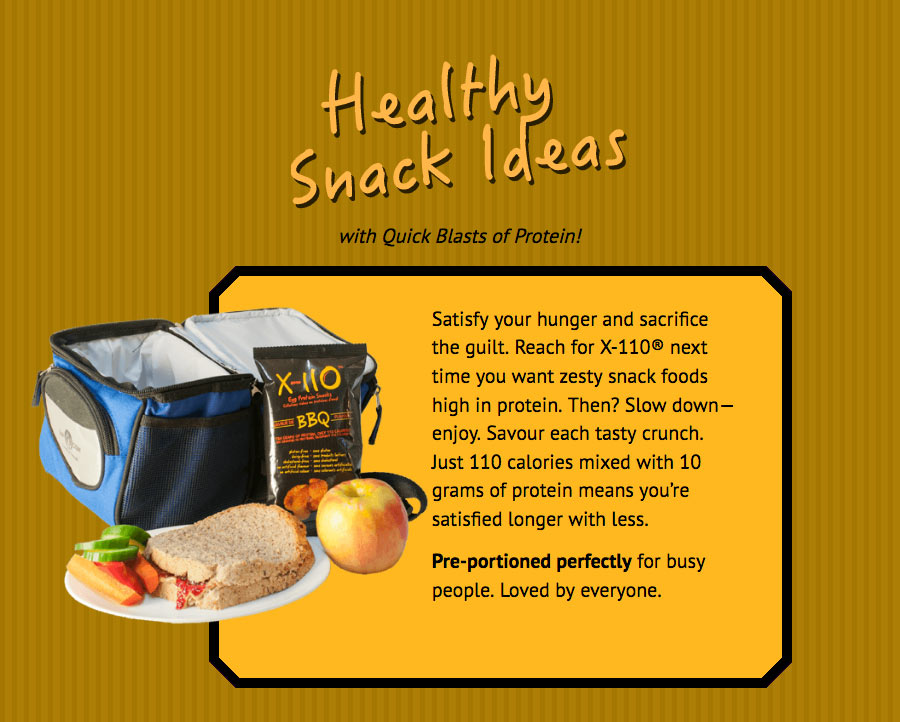 Healthy
Snack Ideas
with Quick Blasts of Protein!
Satisfy your hunger and sacrifice
the guilt. Reach for X-110® next
time you want zesty snack foods
high in protein. Then? Slow down—
enjoy. Savour each tasty crunch.
Just 110 calories mixed with 10
grams of protein means you’re
satisfied longer with less.
Pre-portioned perfectly for busy
people. Loved by everyone.
X-110
Egg Protein Snacks
BBQ